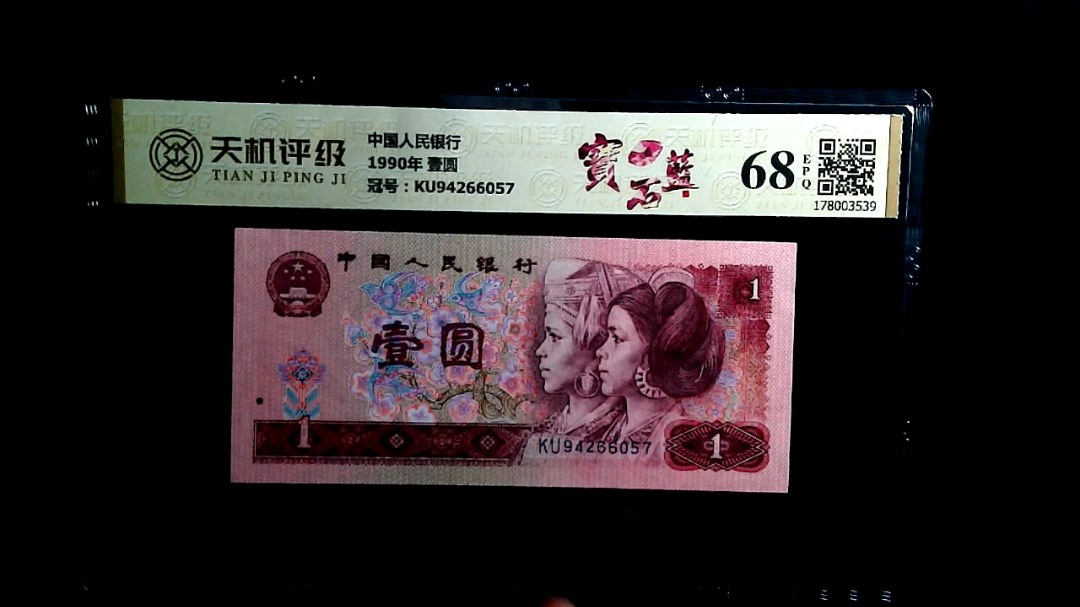 天机评级
TIAN JI PING JI
中国人民银行
1990年 壹圆
冠号：KU94266057
寶石藍
68
EPQ
178003539
中国人民银行
壹圆
1
1
KU94266057
1